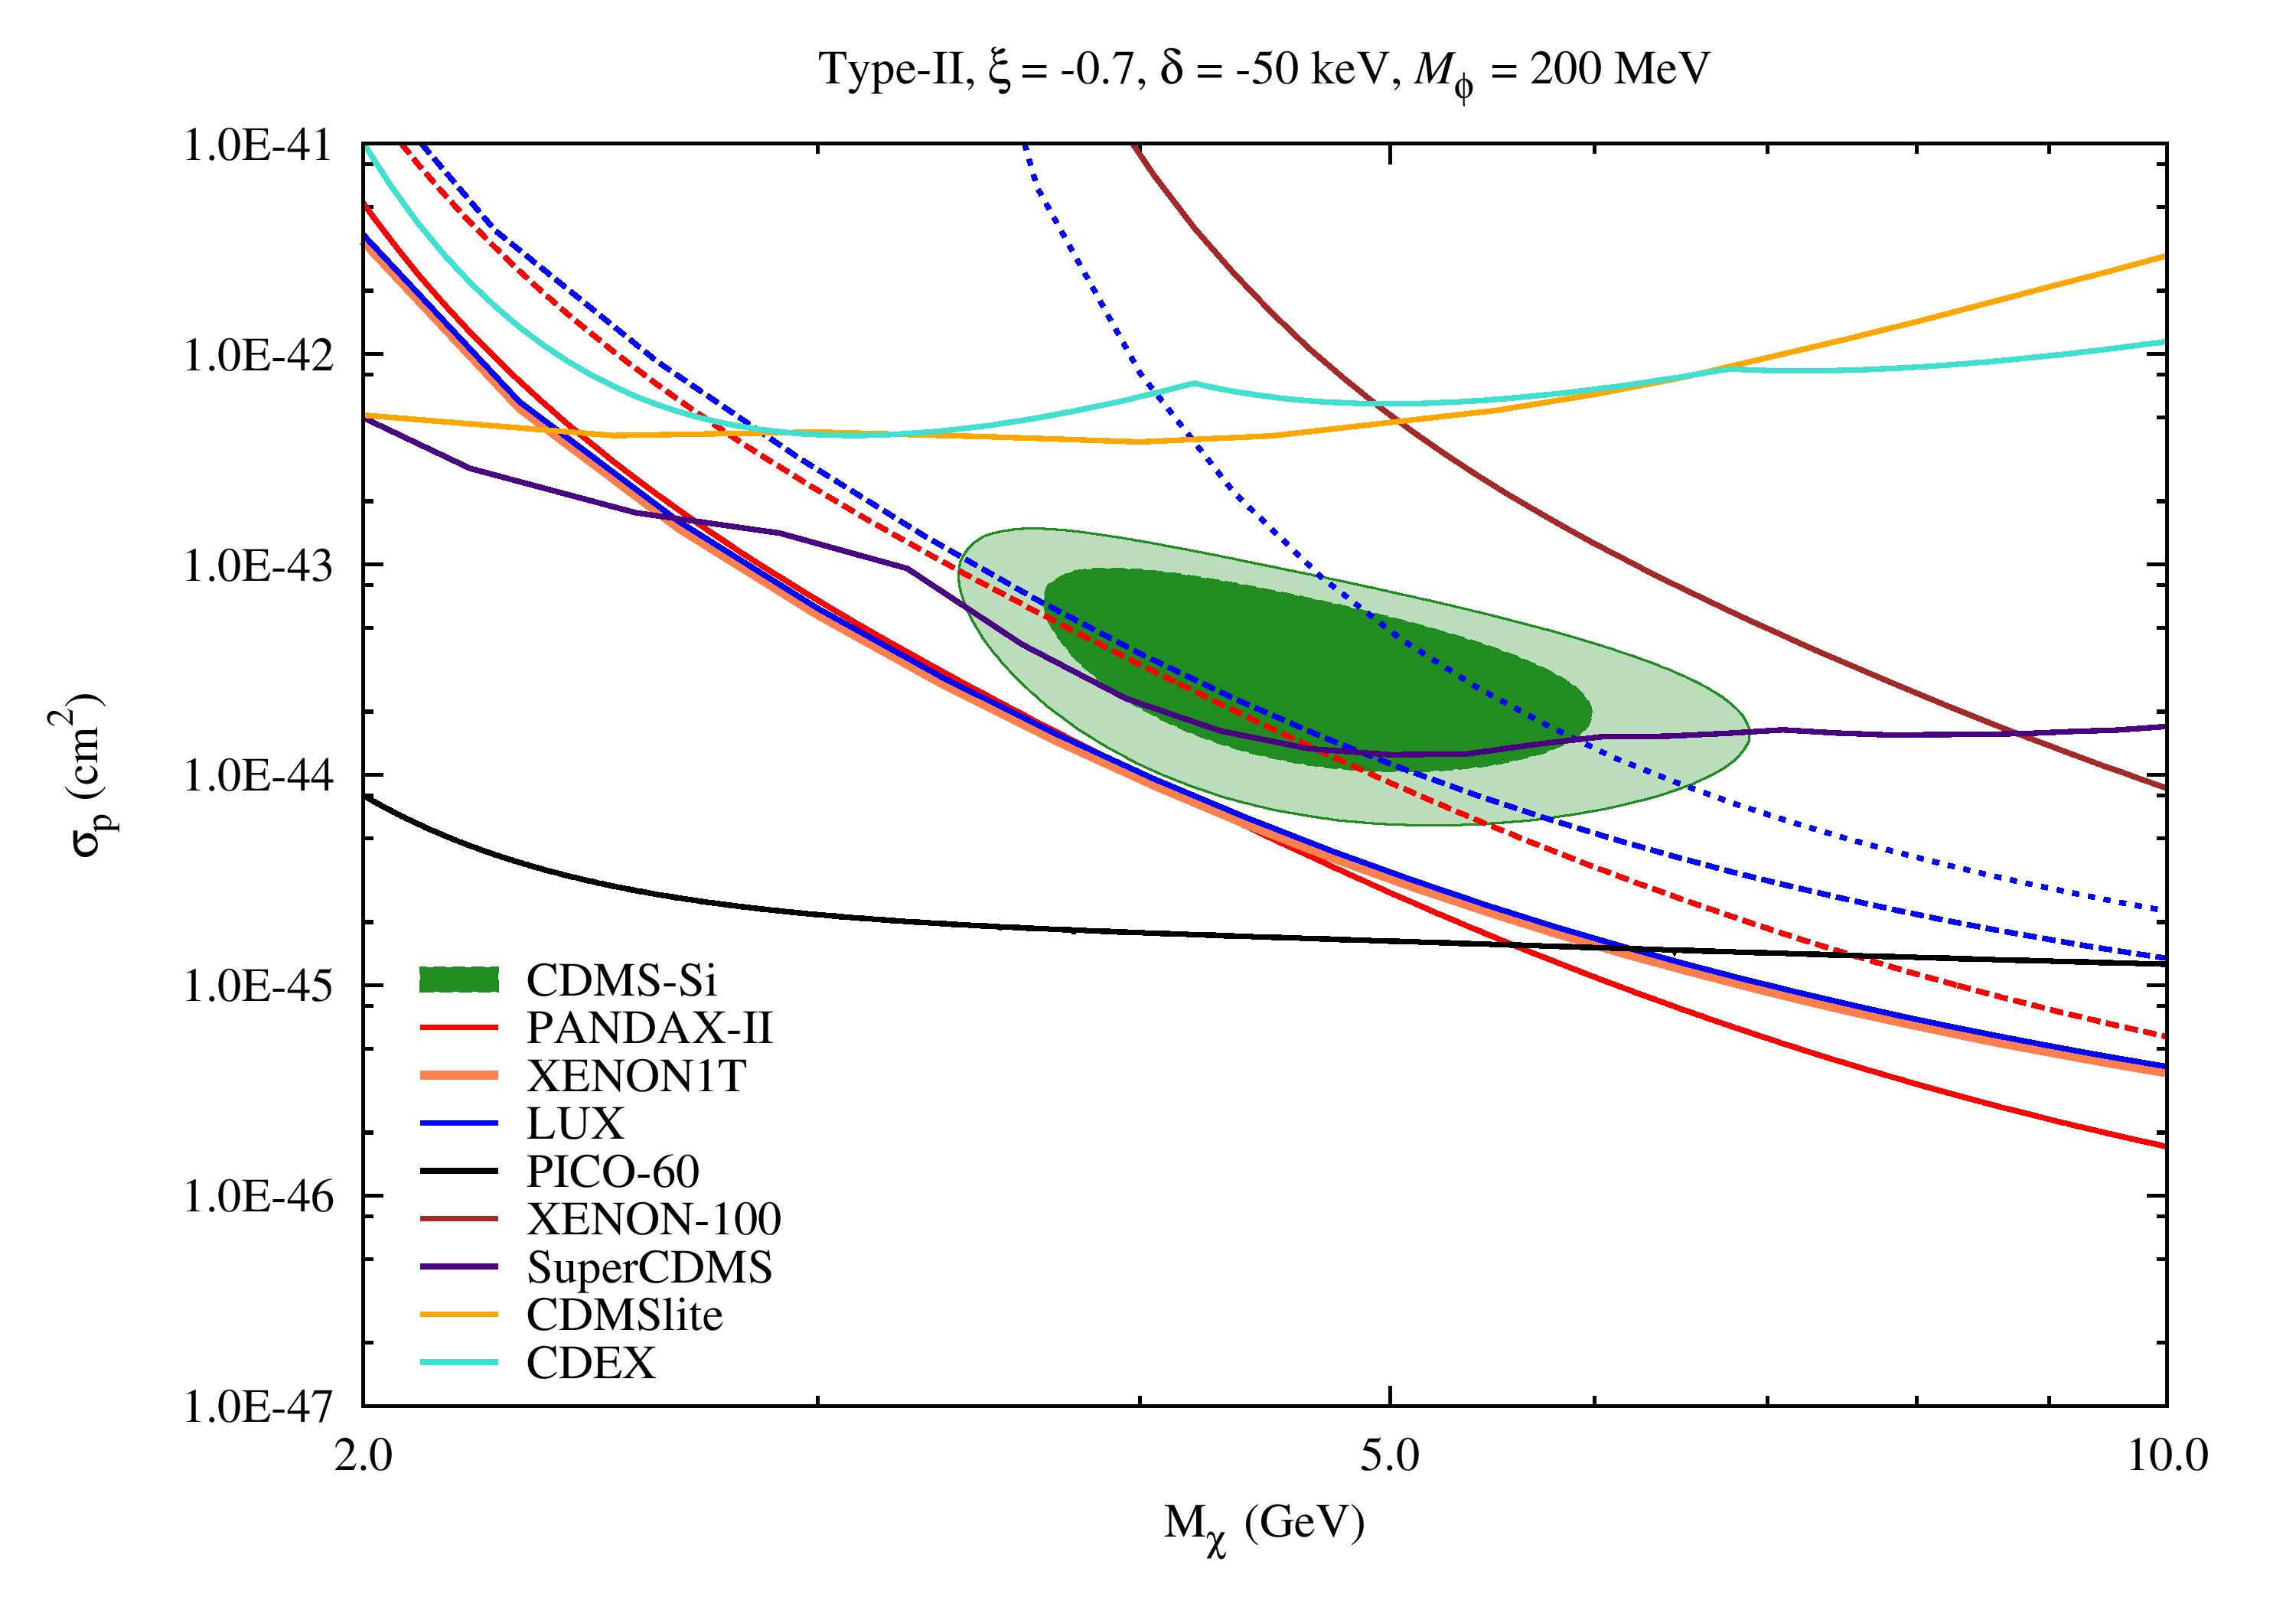 Type-II, ξ = -0.7, δ = -50 keV, Mϕ = 200 MeV
1.0E-41
1.0E-42
1.0E-43
1.0E-44
1.0E-45
1.0E-46
1.0E-47
σp (cm2)
CDMS-Si
PANDAX-II
XENON1T
LUX
PICO-60
XENON-100
SuperCDMS
CDMSlite
CDEX
2.0 5.0 10.0
Mχ (GeV)